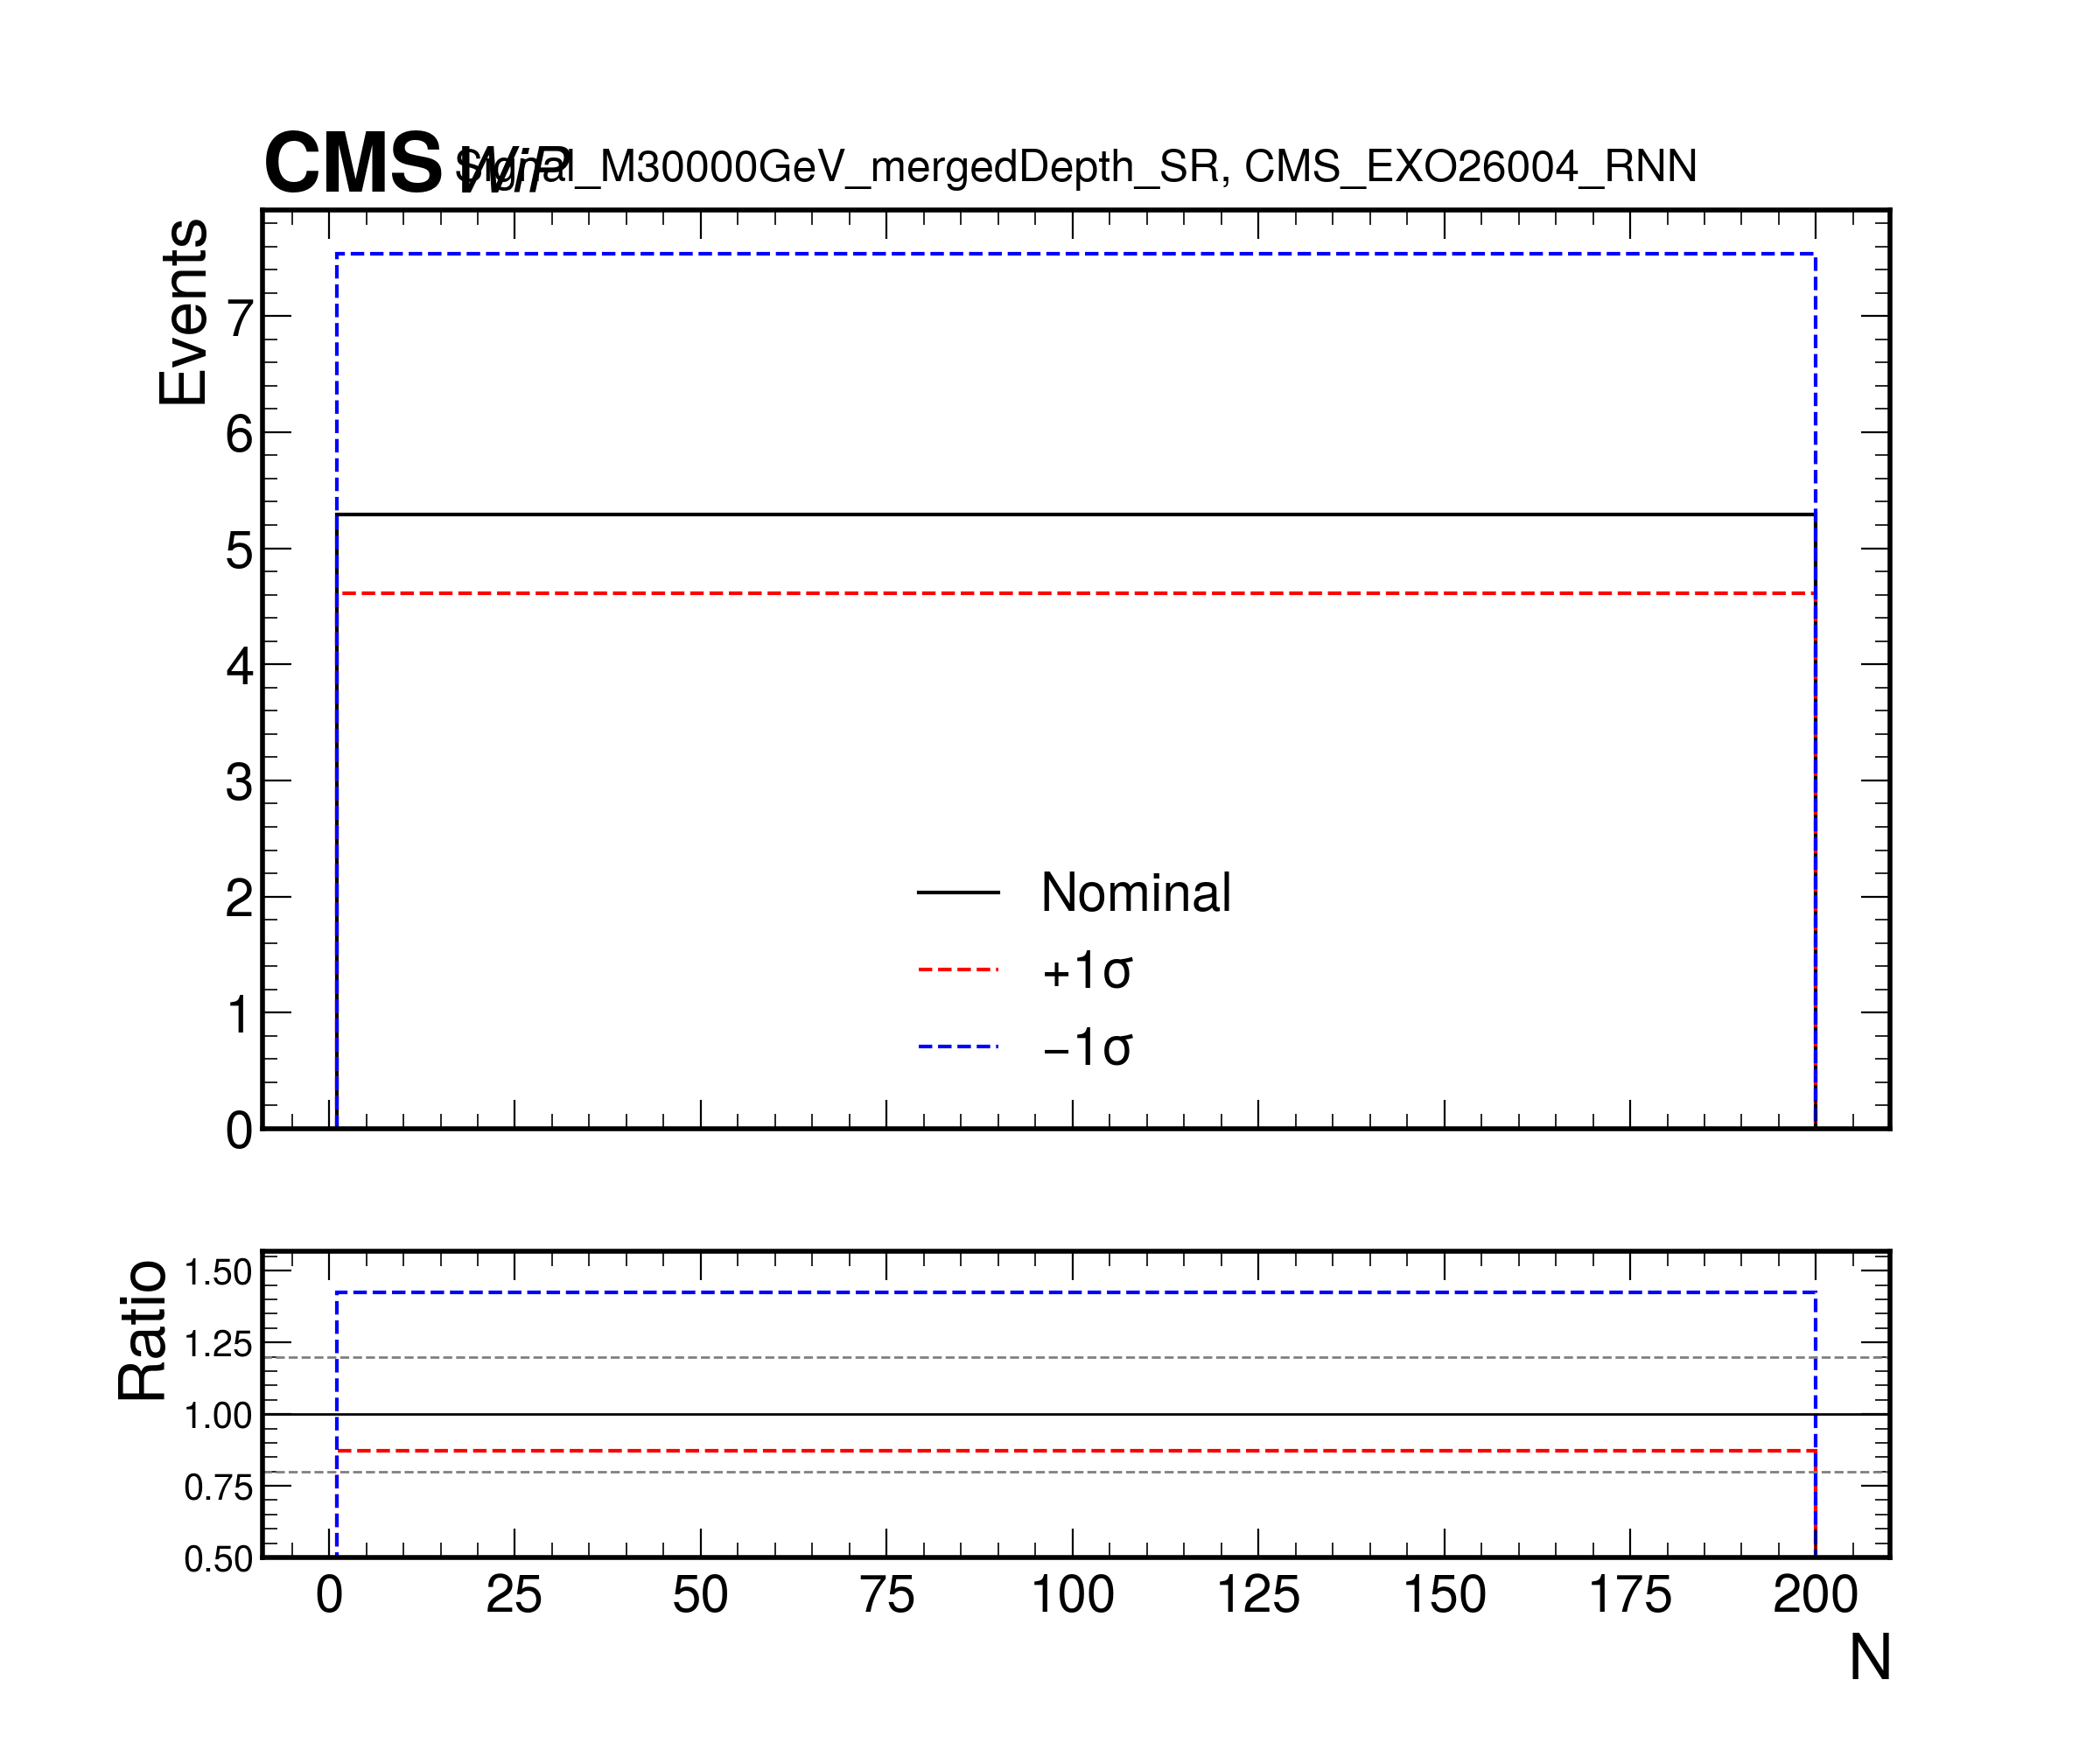 CMS WiP Signal_M30000GeV_mergedDepth_SR, CMS_EXO26004_RNN
Events
7
6
5
4
3
2
1
0
Nominal
+1σ
−1σ
Ratio
1.50
1.25
1.00
0.75
0.50
0 25 50 75 100 125 150 175 200
N